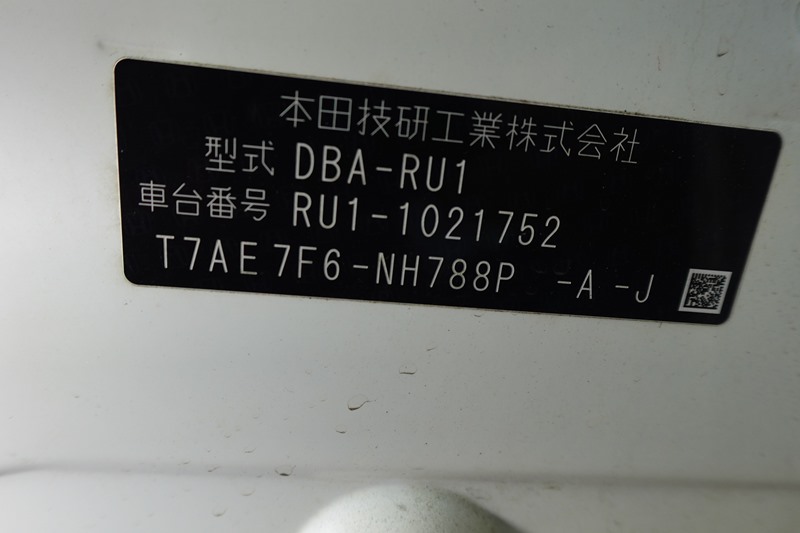 本田技研工業株式会社
型式 DBA-RU1
車台番号 RU1-1021752
T7AE7F6-NH788P -A -J